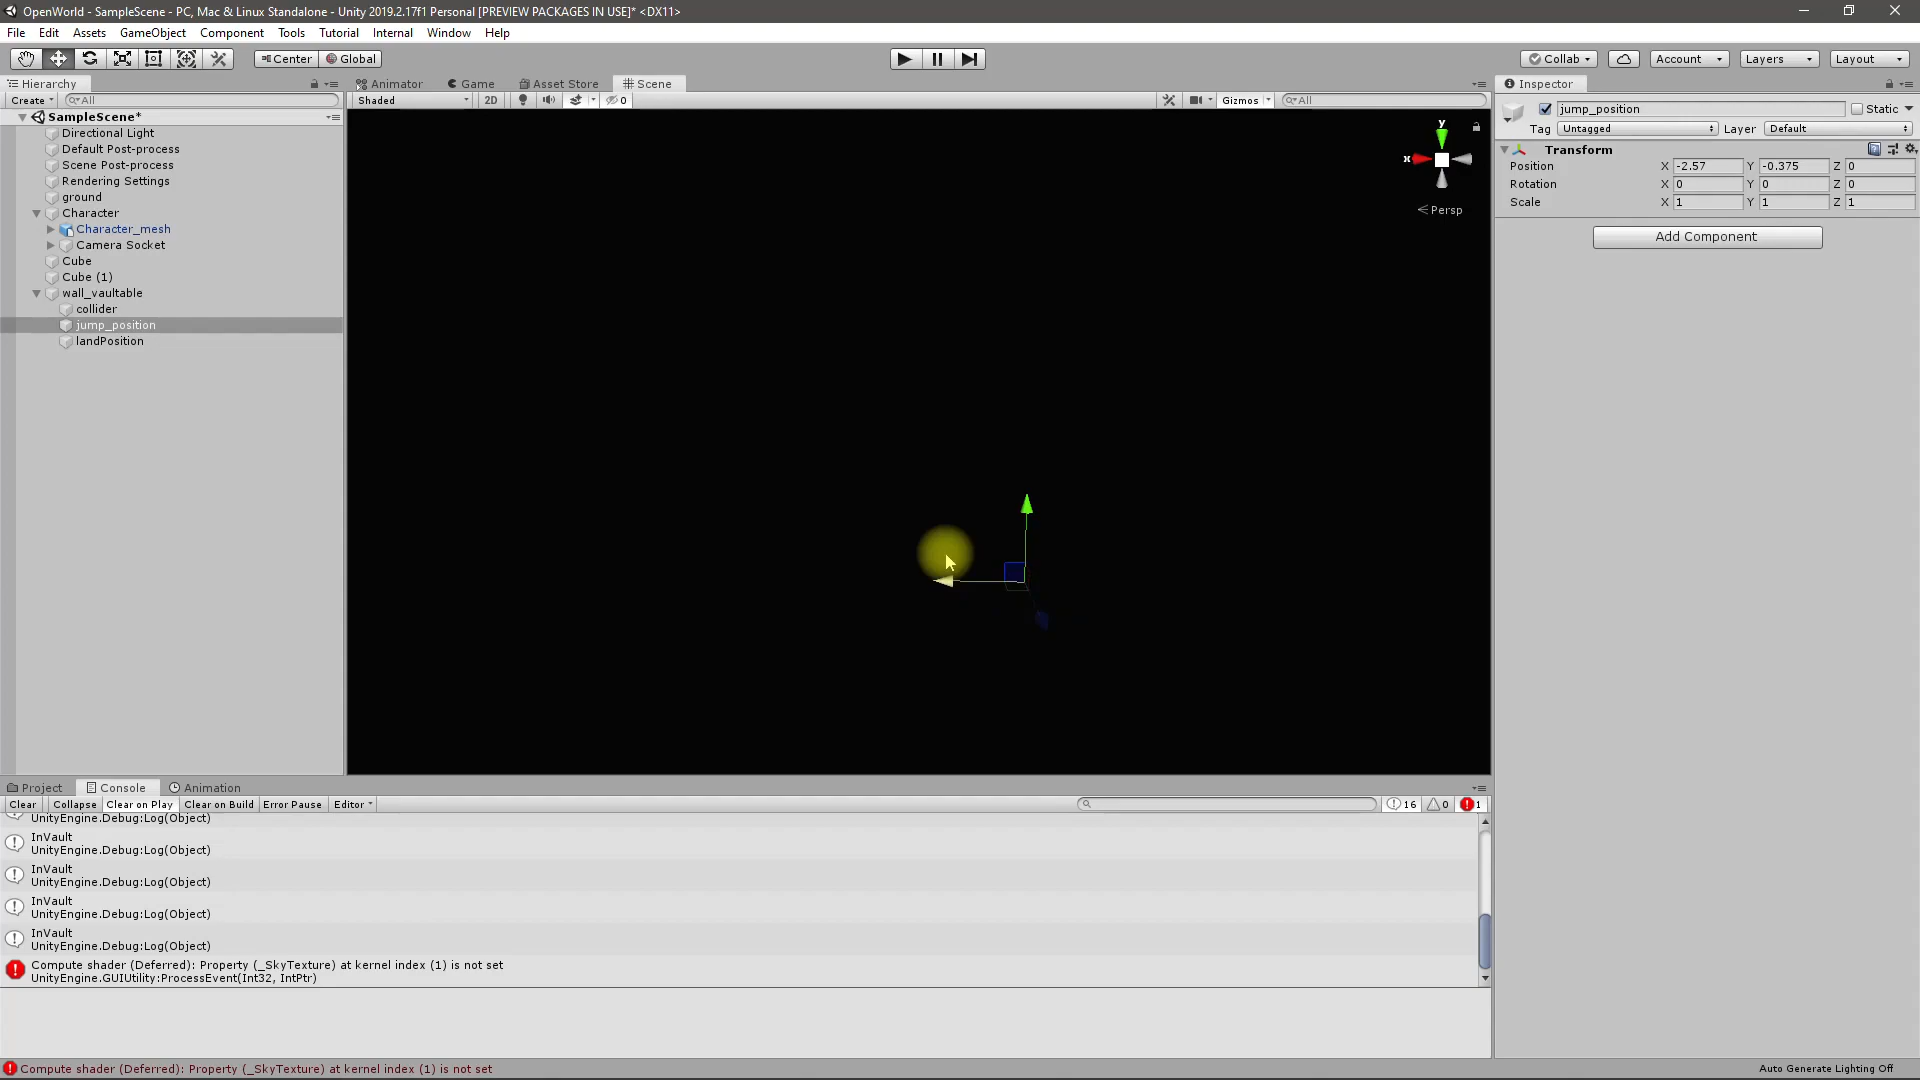 OpenWorld - SampleScene - PC, Mac & Linux Standalone - Unity 2019.2.17f1 Personal [PREVIEW PACKAGES IN USE]* <DX11>
File Edit Assets GameObject Component Tools Tutorial Internal Window Help
Center Global Collab Account Layers Layout
Hierarchy Animator Game Asset Store Scene Inspector
Create All Shaded 2D 0 Gizmos All
SampleScene*
Directional Light
Default Post-process
Scene Post-process
Rendering Settings
ground
Character
Character_mesh
Camera Socket
Cube
Cube (1)
wall_vaultable
collider
jump_position
landPosition
y
x
Persp
jump_position Static
Tag Untagged Layer Default
Transform
Position X -2.57 Y -0.375 Z 0
Rotation X 0 Y 0 Z 0
Scale X 1 Y 1 Z 1
Add Component
Project Console Animation
Clear Collapse Clear on Play Clear on Build Error Pause Editor 16 0 1
UnityEngine.Debug:Log(Object)
InVault
UnityEngine.Debug:Log(Object)
InVault
UnityEngine.Debug:Log(Object)
InVault
UnityEngine.Debug:Log(Object)
InVault
UnityEngine.Debug:Log(Object)
Compute shader (Deferred): Property (_SkyTexture) at kernel index (1) is not set
UnityEngine.GUIUtility:ProcessEvent(Int32, IntPtr)
Compute shader (Deferred): Property (_SkyTexture) at kernel index (1) is not set
Auto Generate Lighting Off